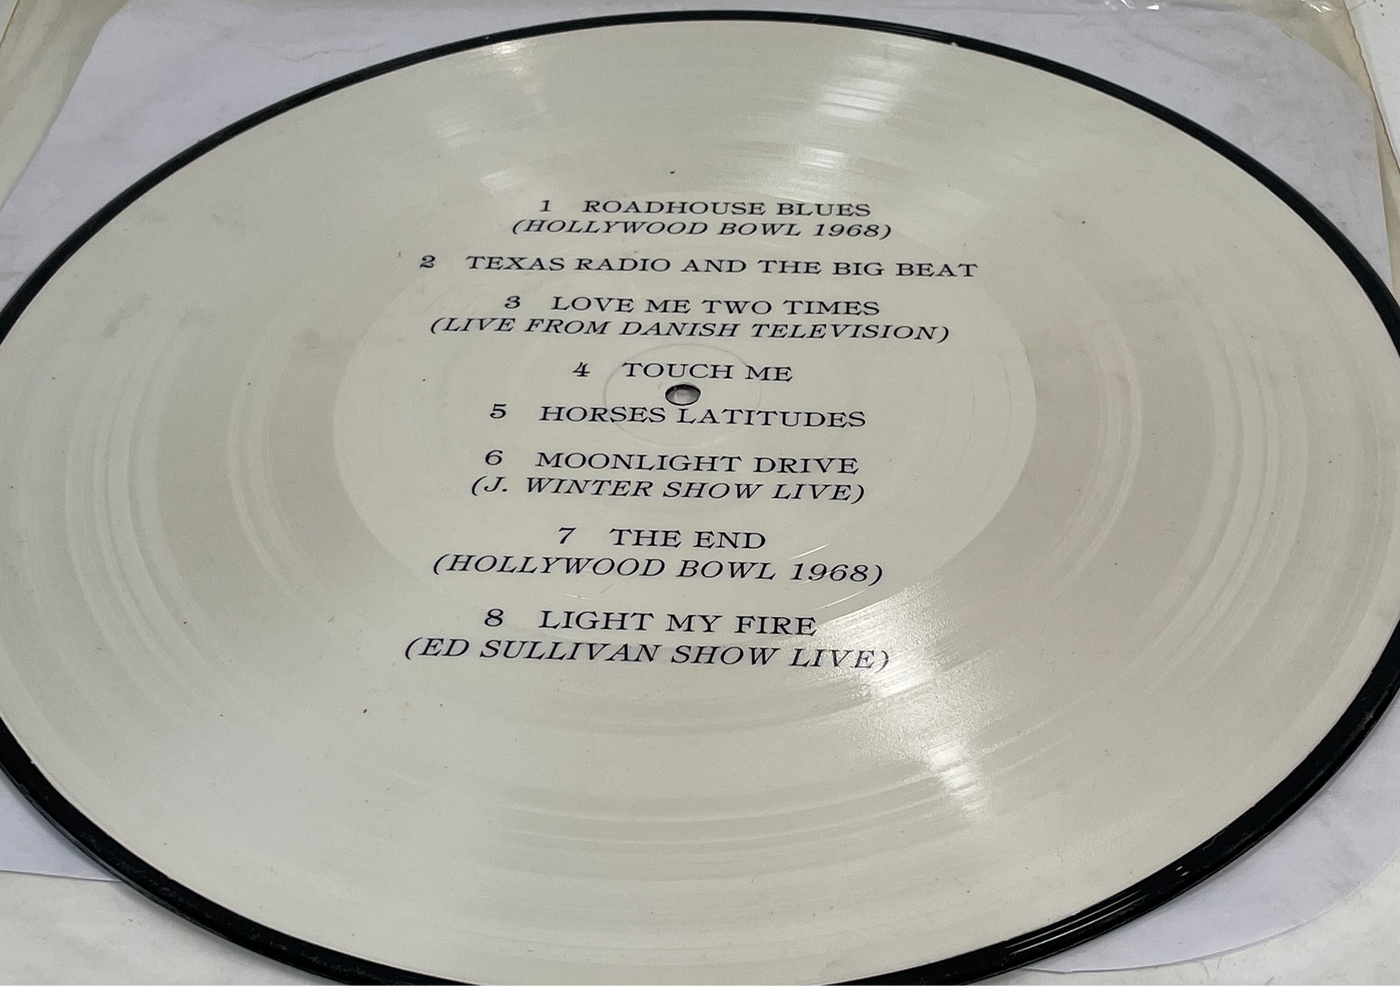 1 ROADHOUSE BLUES
(HOLLYWOOD BOWL 1968)
2 TEXAS RADIO AND THE BIG BEAT
3 LOVE ME TWO TIMES
(LIVE FROM DANISH TELEVISION)
4 TOUCH ME
5 HORSES LATITUDES
6 MOONLIGHT DRIVE
(J. WINTER SHOW LIVE)
7 THE END
(HOLLYWOOD BOWL 1968)
8 LIGHT MY FIRE
(ED SULLIVAN SHOW LIVE)